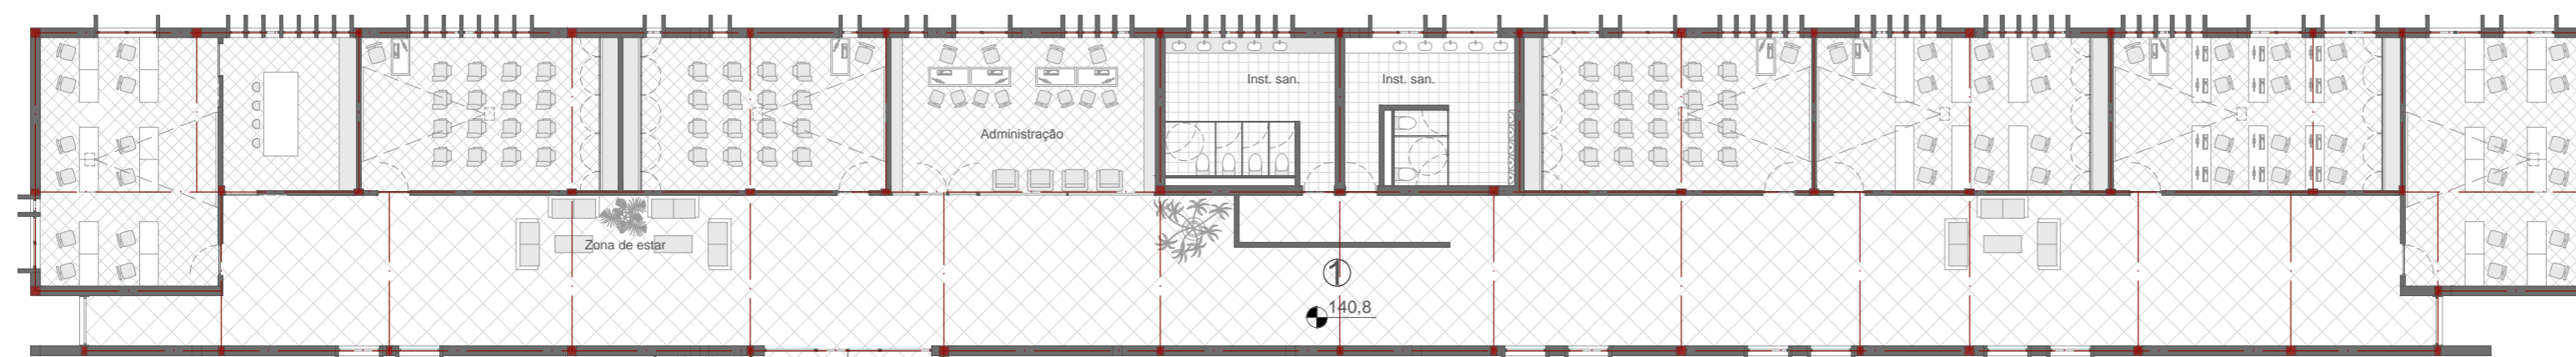 Inst. san.
Inst. san.
Administração
Zona de estar
1
140,8